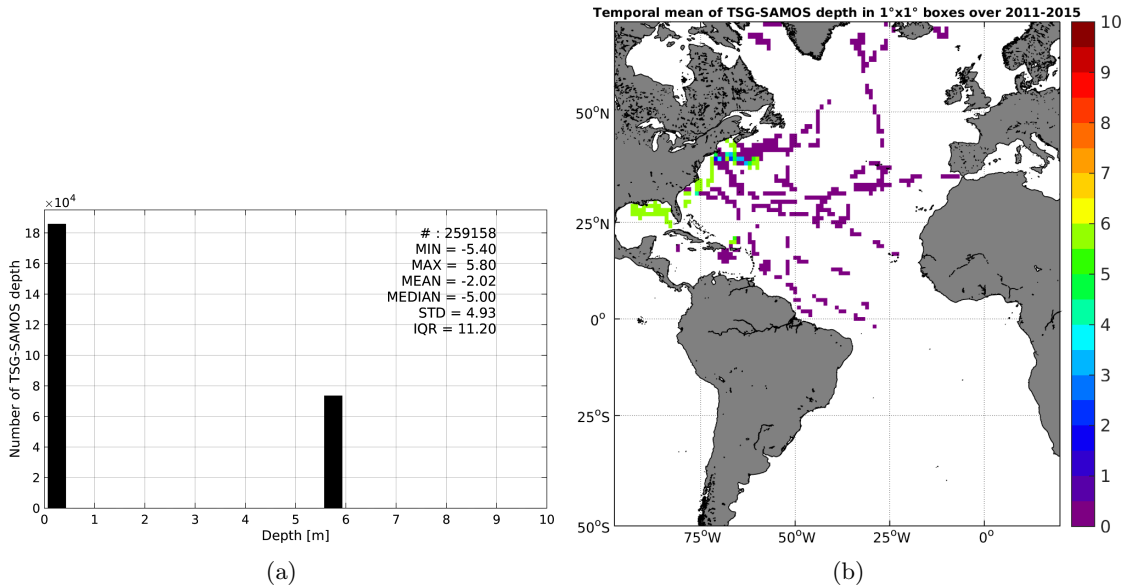 ×10⁴
18
16
14
12
10
8
6
4
2
0
Number of TSG-SAMOS depth
# : 259158
MIN = -5.40
MAX = 5.80
MEAN = -2.02
MEDIAN = -5.00
STD = 4.93
IQR = 11.20
0 1 2 3 4 5 6 7 8 9 10
Depth [m]
(a)
Temporal mean of TSG-SAMOS depth in 1°x1° boxes over 2011-2015
50°N
25°N
0°
25°S
50°S
75°W 50°W 25°W 0°
10
9
8
7
6
5
4
3
2
1
0
(b)